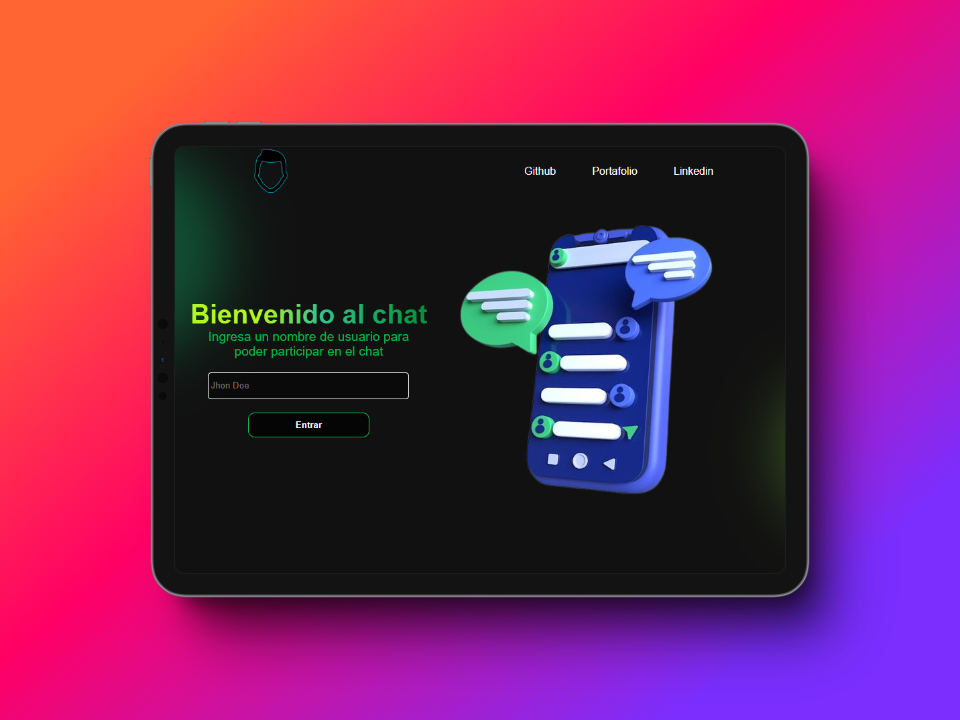 Github Portafolio Linkedin
Bienvenido al chat
Ingresa un nombre de usuario para
poder participar en el chat
Jhon Doe
Entrar